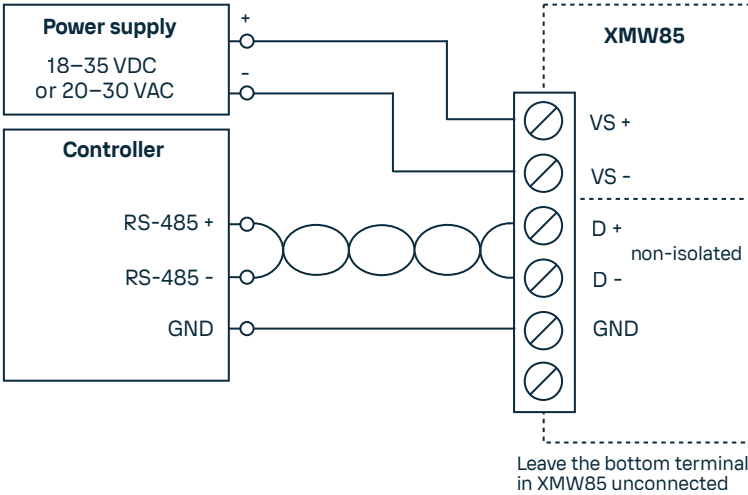 Power supply
18–35 VDC
or 20–30 VAC
+
-
XMW85
VS +
VS -
Controller
RS-485 +
RS-485 -
GND
D +
non-isolated
D -
GND
Leave the bottom terminal
in XMW85 unconnected